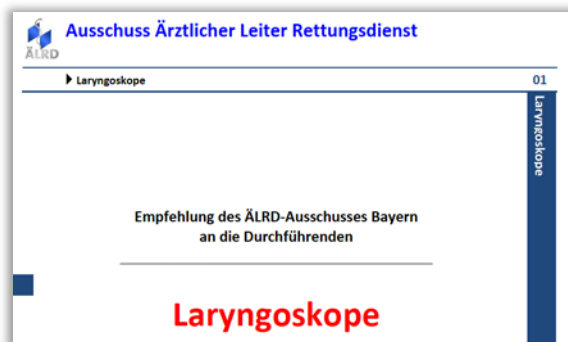 Ausschuss Ärztlicher Leiter Rettungsdienst
ÄLRD
Laryngoskope
01
Laryngoskope
Empfehlung des ÄLRD-Ausschusses Bayern
an die Durchführenden
Laryngoskope